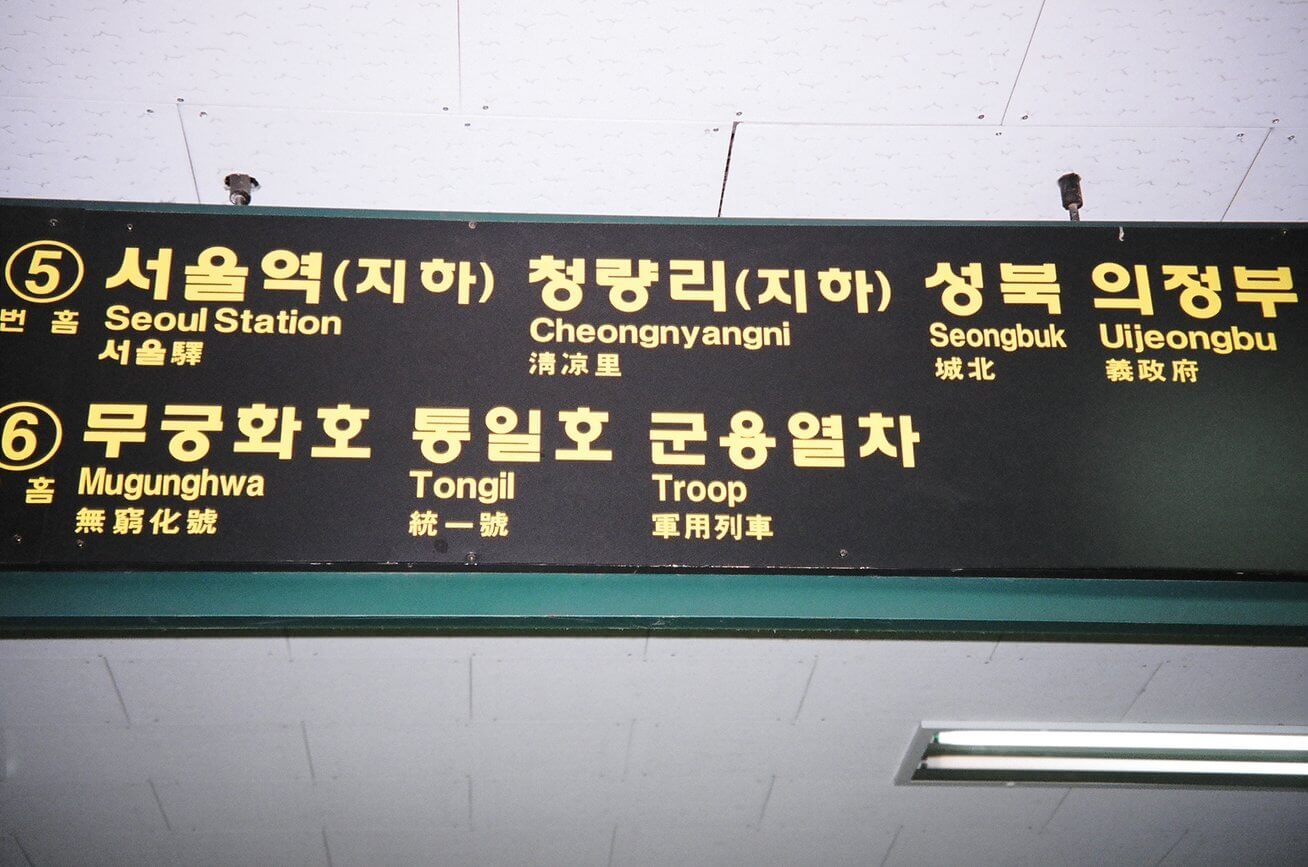 ⑤ 서울역(지하) 청량리(지하) 성북 의정부
번 홈 Seoul Station Cheongnyangni Seongbuk Uijeongbu
서울驛 淸凉里 城北 義政府
⑥ 무궁화호 통일호 군용열차
홈 Mugunghwa Tongil Troop
無窮化號 統一號 軍用列車